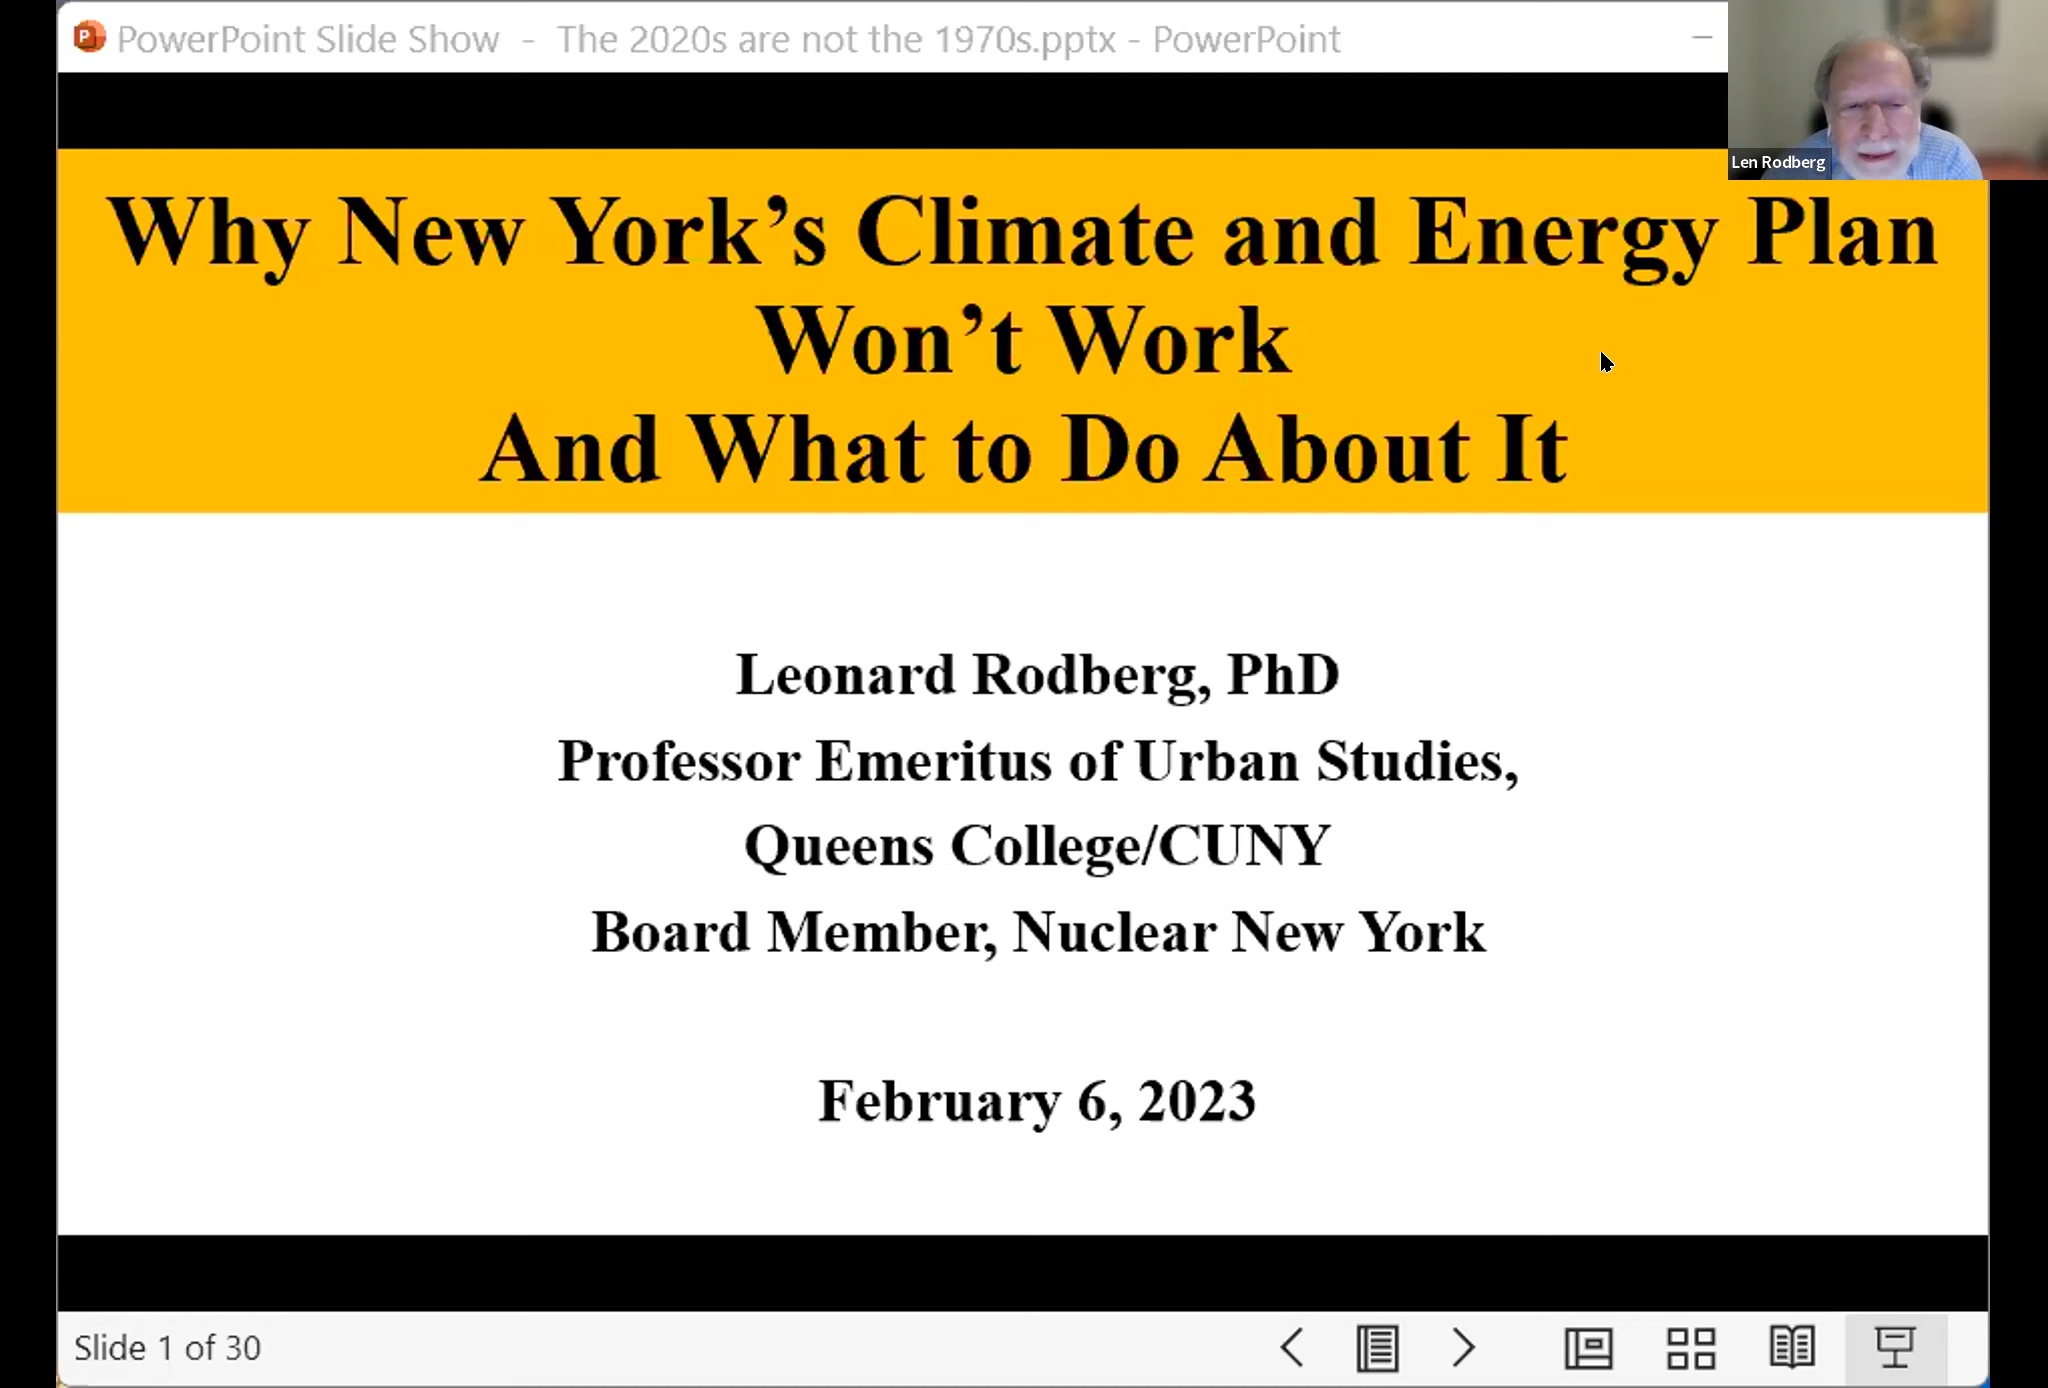 PowerPoint Slide Show - The 2020s are not the 1970s.pptx - PowerPoint
Len Rodberg
Why New York’s Climate and Energy Plan
Won’t Work
And What to Do About It
Leonard Rodberg, PhD
Professor Emeritus of Urban Studies,
Queens College/CUNY
Board Member, Nuclear New York
February 6, 2023
Slide 1 of 30